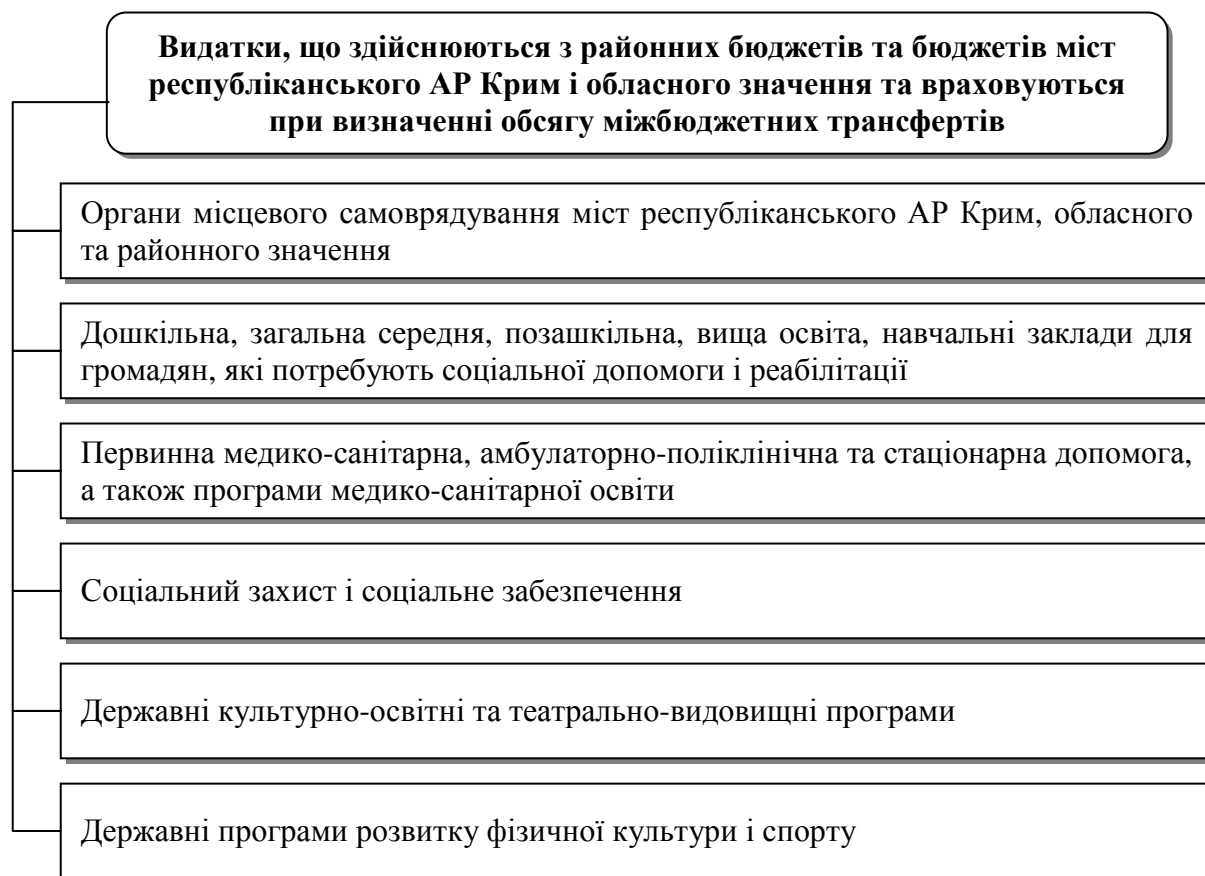 Видатки, що здійснюються з районних бюджетів та бюджетів міст
республіканського АР Крим і обласного значення та враховуються
при визначенні обсягу міжбюджетних трансфертів
Органи місцевого самоврядування міст республіканського АР Крим, обласного
та районного значення
Дошкільна, загальна середня, позашкільна, вища освіта, навчальні заклади для
громадян, які потребують соціальної допомоги і реабілітації
Первинна медико-санітарна, амбулаторно-поліклінічна та стаціонарна допомога,
а також програми медико-санітарної освіти
Соціальний захист і соціальне забезпечення
Державні культурно-освітні та театрально-видовищні програми
Державні програми розвитку фізичної культури і спорту